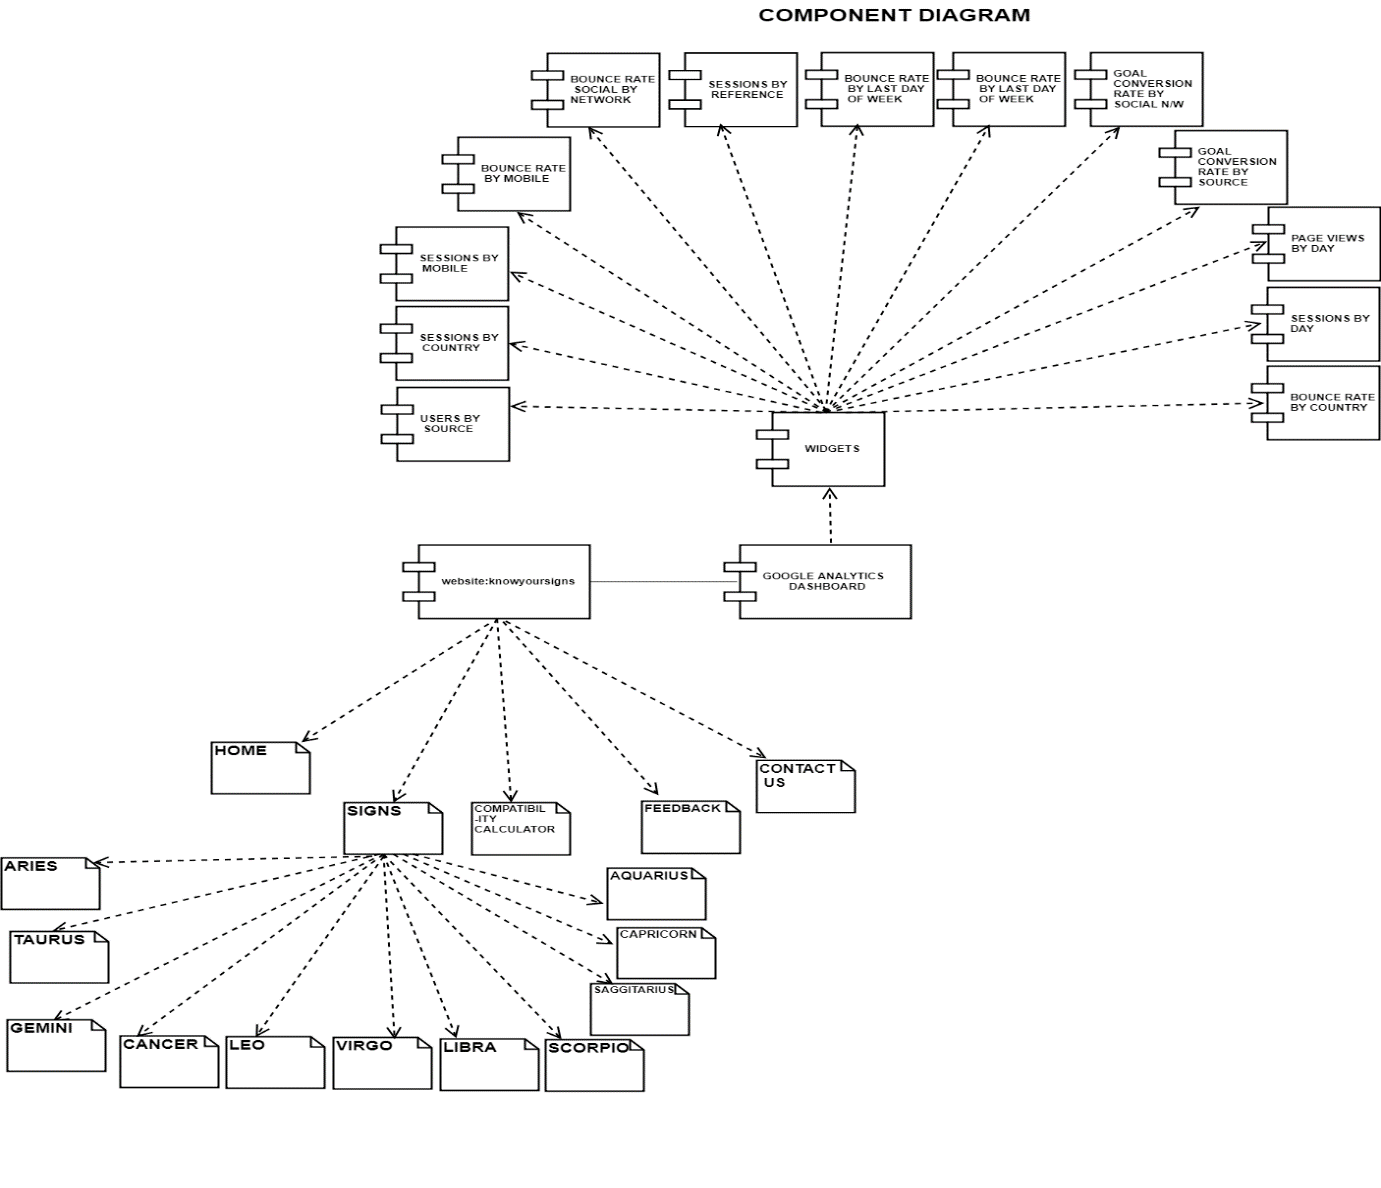 COMPONENT DIAGRAM
BOUNCE RATE
SOCIAL BY
NETWORK
SESSIONS BY
REFERENCE
BOUNCE RATE
BY LAST DAY
OF WEEK
BOUNCE RATE
BY LAST DAY
OF WEEK
GOAL
CONVERSION
RATE BY
SOCIAL N/W
BOUNCE RATE
BY MOBILE
GOAL
CONVERSION
RATE BY
SOURCE
SESSIONS BY
MOBILE
PAGE VIEWS
BY DAY
SESSIONS BY
COUNTRY
SESSIONS BY
DAY
USERS BY
SOURCE
BOUNCE RATE
BY COUNTRY
WIDGETS
website:knowyoursigns
GOOGLE ANALYTICS
DASHBOARD
HOME
SIGNS
COMPATIBIL
-ITY
CALCULATOR
FEEDBACK
CONTACT
US
ARIES
TAURUS
GEMINI
CANCER
LEO
VIRGO
LIBRA
SCORPIO
SAGGITARIUS
CAPRICORN
AQUARIUS